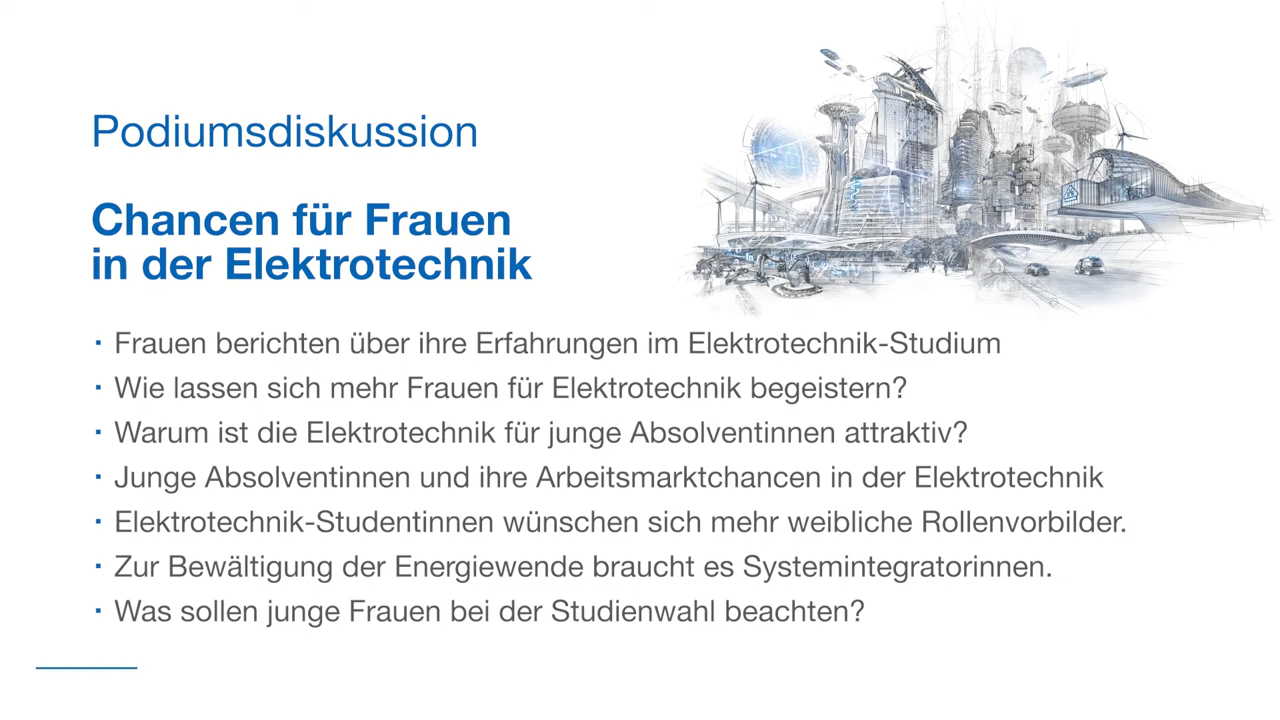 Podiumsdiskussion
Chancen für Frauen
in der Elektrotechnik
· Frauen berichten über ihre Erfahrungen im Elektrotechnik-Studium
· Wie lassen sich mehr Frauen für Elektrotechnik begeistern?
· Warum ist die Elektrotechnik für junge Absolventinnen attraktiv?
· Junge Absolventinnen und ihre Arbeitsmarktchancen in der Elektrotechnik
· Elektrotechnik-Studentinnen wünschen sich mehr weibliche Rollenvorbilder.
· Zur Bewältigung der Energiewende braucht es Systemintegratorinnen.
· Was sollen junge Frauen bei der Studienwahl beachten?